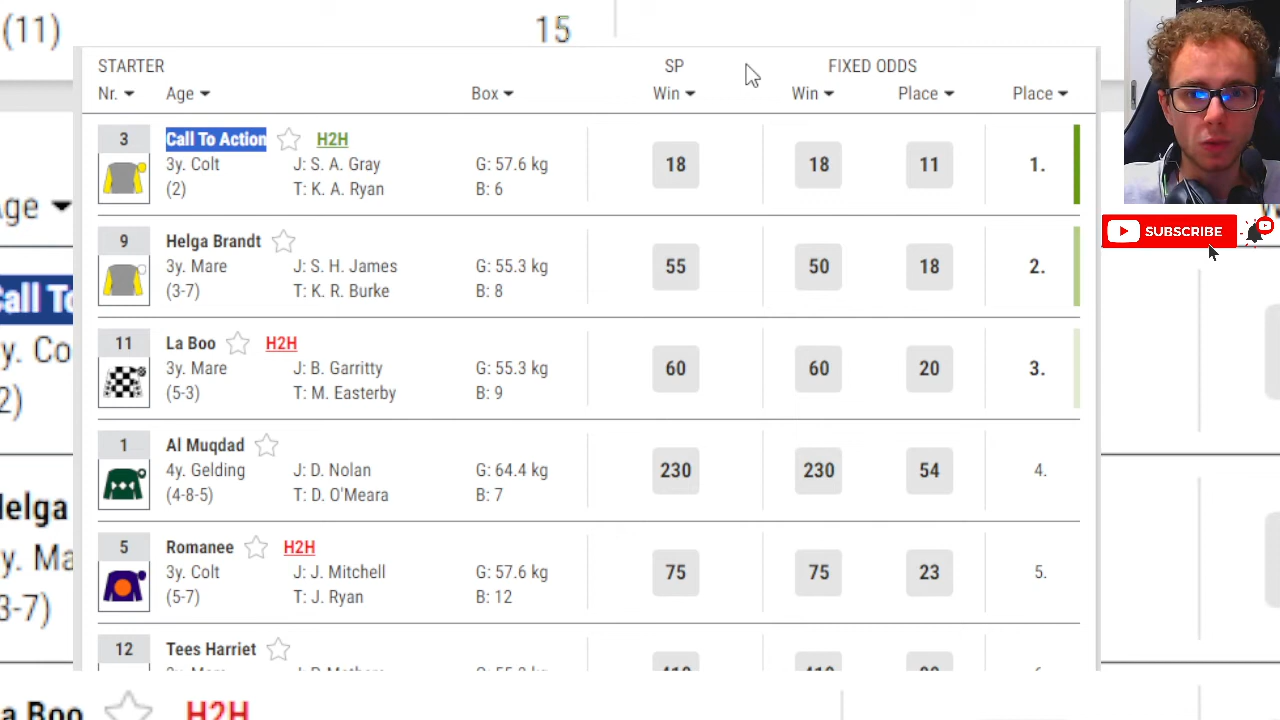 (11) 15
STARTER SP FIXED ODDS
Nr. Age Box Win Win Place Place
3 Call To Action H2H
3y. Colt J: S. A. Gray G: 57.6 kg 18 18 11 1.
(2) T: K. A. Ryan B: 6
9 Helga Brandt
3y. Mare J: S. H. James G: 55.3 kg 55 50 18 2.
(3-7) T: K. R. Burke B: 8
11 La Boo H2H
3y. Mare J: B. Garritty G: 55.3 kg 60 60 20 3.
(5-3) T: M. Easterby B: 9
1 Al Muqdad
4y. Gelding J: D. Nolan G: 64.4 kg 230 230 54 4.
(4-8-5) T: D. O'Meara B: 7
5 Romanee H2H
3y. Colt J: J. Mitchell G: 57.6 kg 75 75 23 5.
(5-7) T: J. Ryan B: 12
12 Tees Harriet
SUBSCRIBE
Age
Call To
y. Co
2)
Helga
y. Ma
3-7)
a Boo H2H